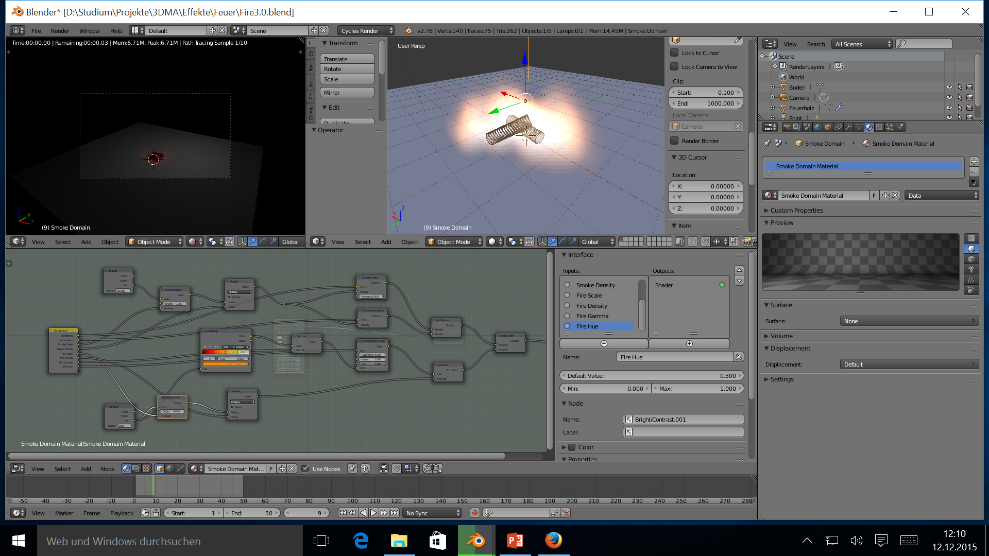 Blender* [D:\Studium\Projekte\3DMA\Effekte\Feuer\Fire3.0.blend]
File Render Window Help Default Scene Cycles Render v2.76 | Verts:140 | Faces:75 | Tris:262 | Objects:2/5 | Lamps:0/1 | Mem:14.45M | Smoke Domain
Time:00:00.00 | Remaining:00:00.03 | Mem:6.71M, Peak:6.71M | Path Tracing Sample 1/10
(9) Smoke Domain
View Select Add Object Object Mode Global
Transform
Translate
Rotate
Scale
Mirror
Edit
Duplicate
Operator
User Persp
(9) Smoke Domain
View Select Add Object Object Mode Global
Lock to Cursor
Lock Camera to View
Clip:
Start: 0.100
End: 1000.000
Local Camera:
Camera
Render Border
3D Cursor
Location:
X: 0.00000
Y: 0.00000
Z: 0.00000
Item
View Search All Scenes
Scene
RenderLayers
World
Boden
Camera
Feuerholz
Point
Smoke Domain Smoke Domain Material
Smoke Domain Material
Smoke Domain Material F Data
Custom Properties
Preview
Surface
Surface: None
Volume
Displacement
Displacement: Default
Settings
Smoke Domain Material/Smoke Domain Material
Interface
Inputs: Outputs:
Smoke Density Shader
Fire Scale
Fire Density
Fire Gamma
Fire Hue
Name: Fire Hue
Default Value: 0.500
Min: 0.000 Max: 1.000
Node
Name: Bright/Contrast.001
Label:
Color
Properties
View Select Add Node Smoke Domain Mat... Use Nodes
-50 -40 -30 -20 -10 0 10 20 30 40 50 60 70 80 90 100 110 120 130 140 150 160 170 180 190 200 210 220 230 240 250 260 270 280
View Marker Frame Playback Start: 1 End: 50 9 No Sync
Web und Windows durchsuchen
12:10
12.12.2015